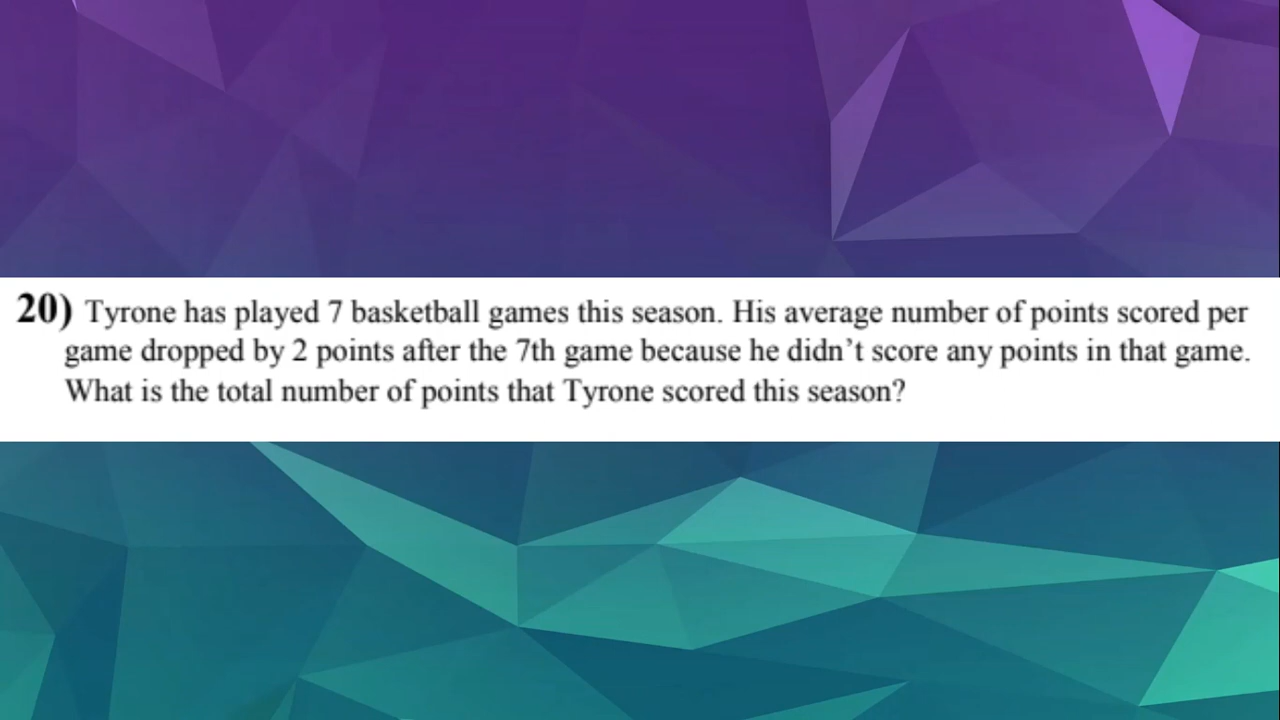 20) Tyrone has played 7 basketball games this season. His average number of points scored per
game dropped by 2 points after the 7th game because he didn’t score any points in that game.
What is the total number of points that Tyrone scored this season?